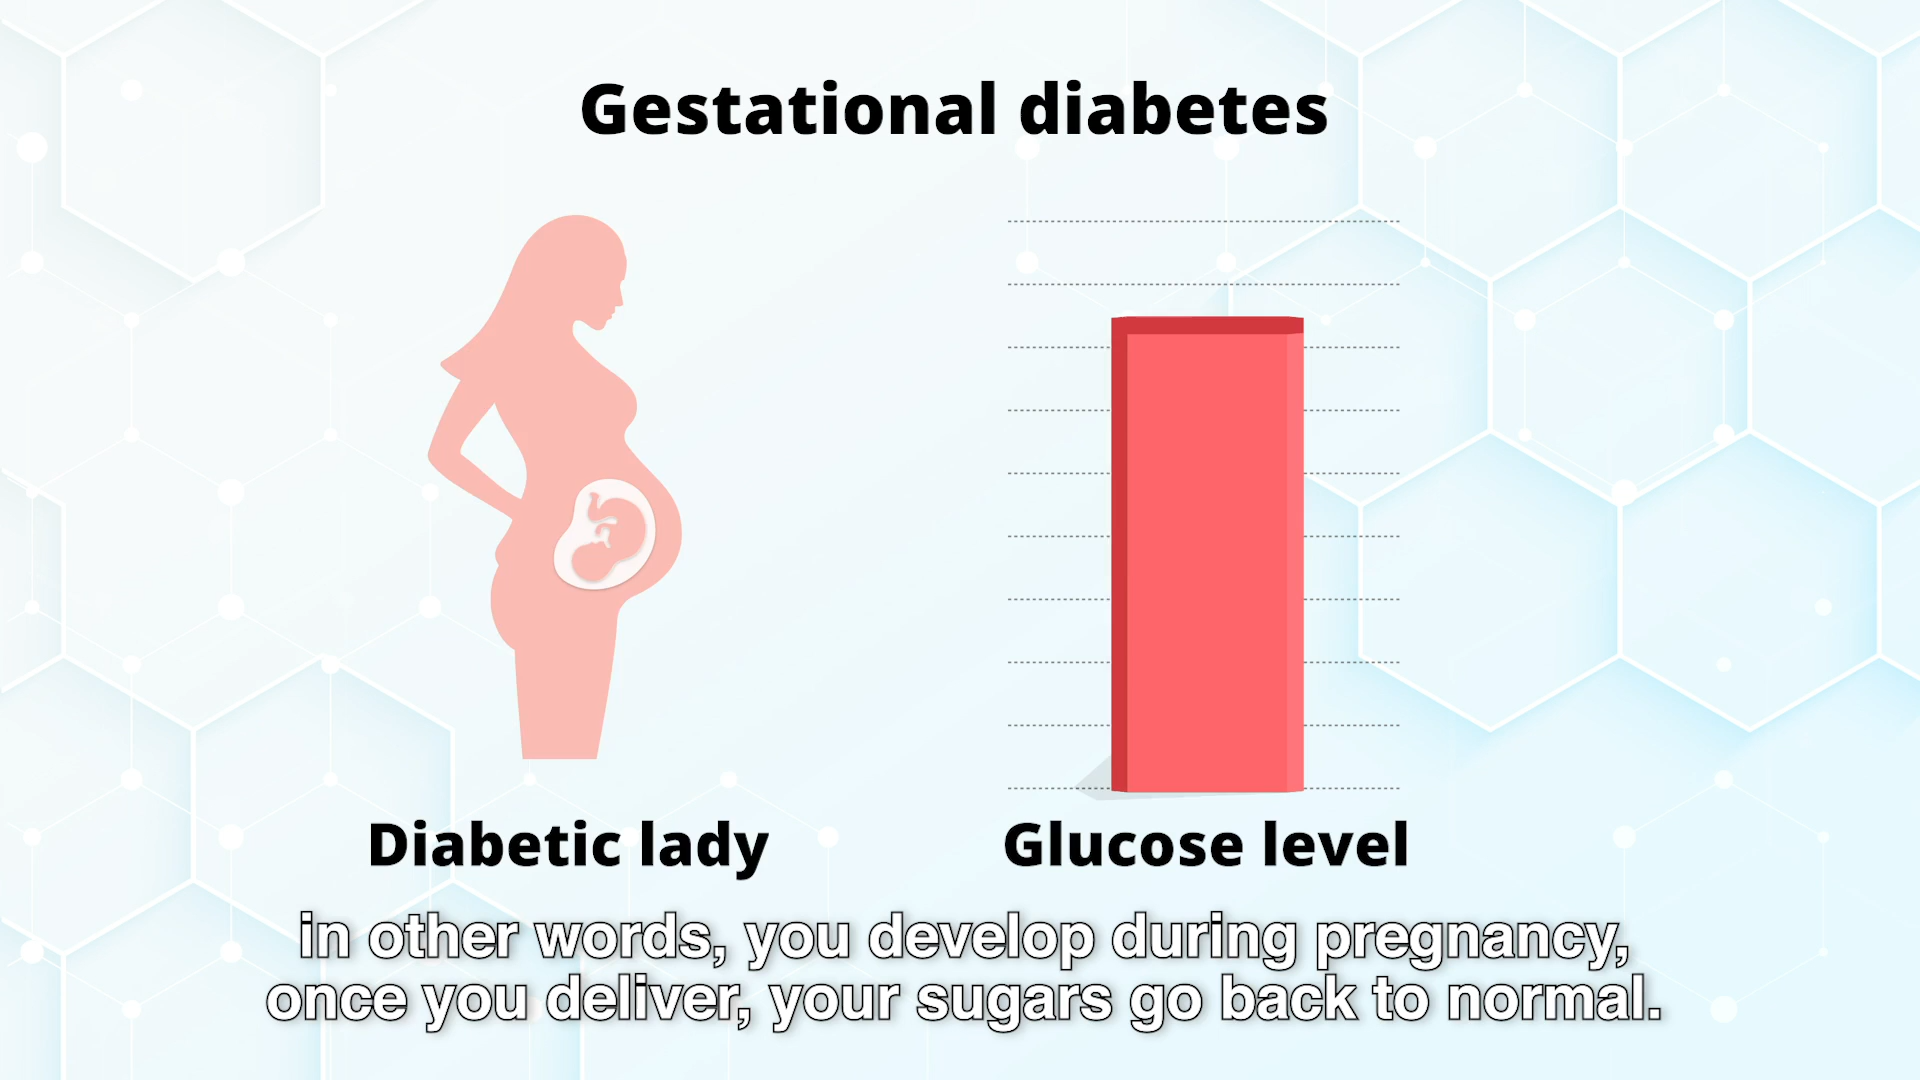 Gestational diabetes
Diabetic lady
Glucose level
in other words, you develop during pregnancy,
once you deliver, your sugars go back to normal.